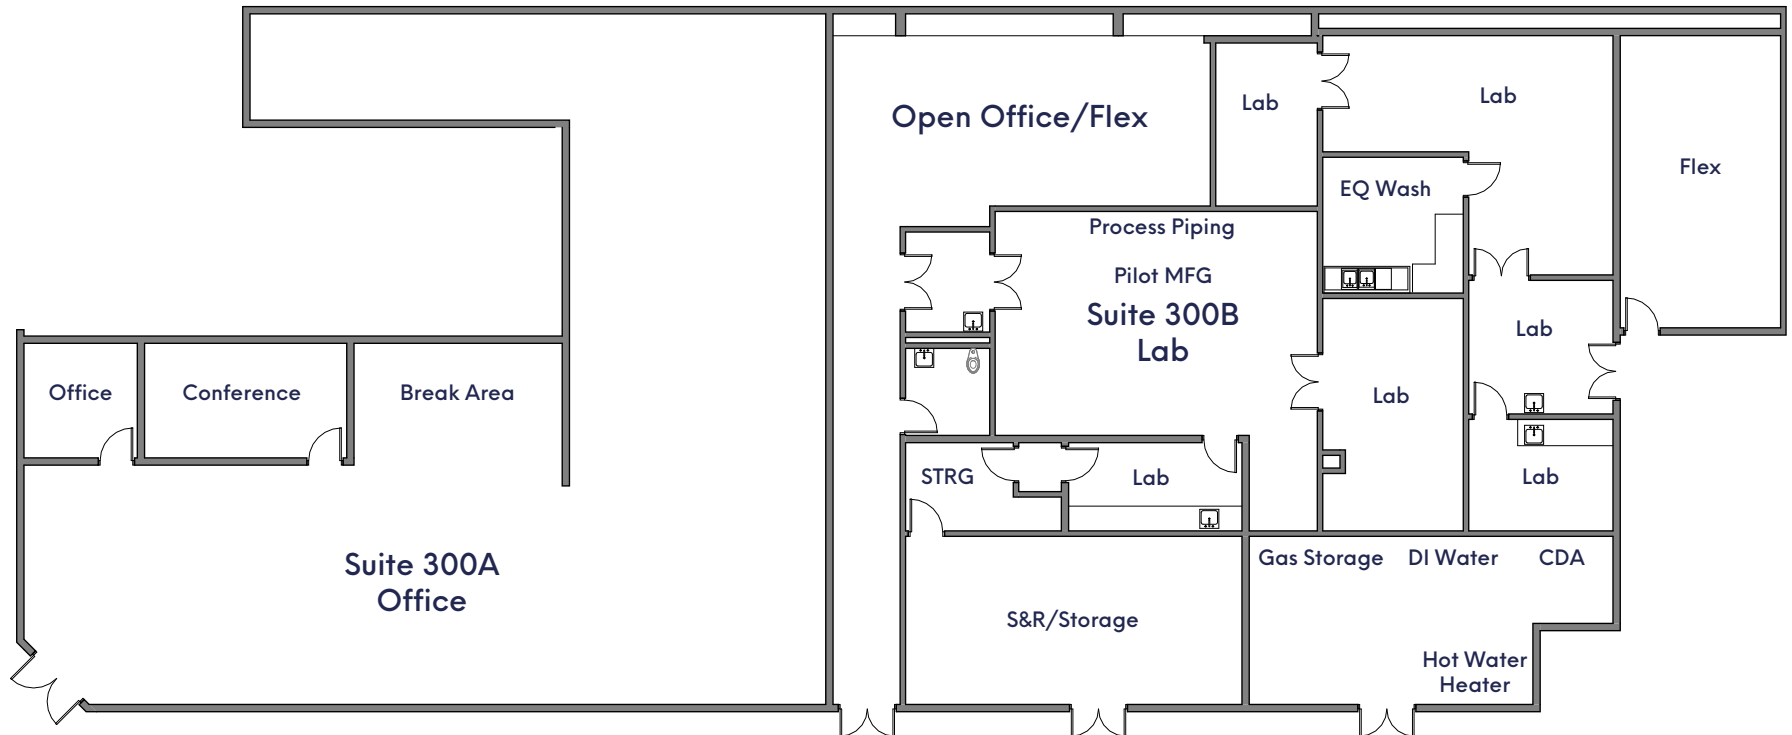 Open Office/Flex
Lab
Lab
Flex
EQ Wash
Process Piping
Pilot MFG
Suite 300B
Lab
Lab
Office
Conference
Break Area
Lab
STRG
Lab
Lab
Suite 300A
Office
Gas Storage
DI Water
CDA
S&R/Storage
Hot Water
Heater